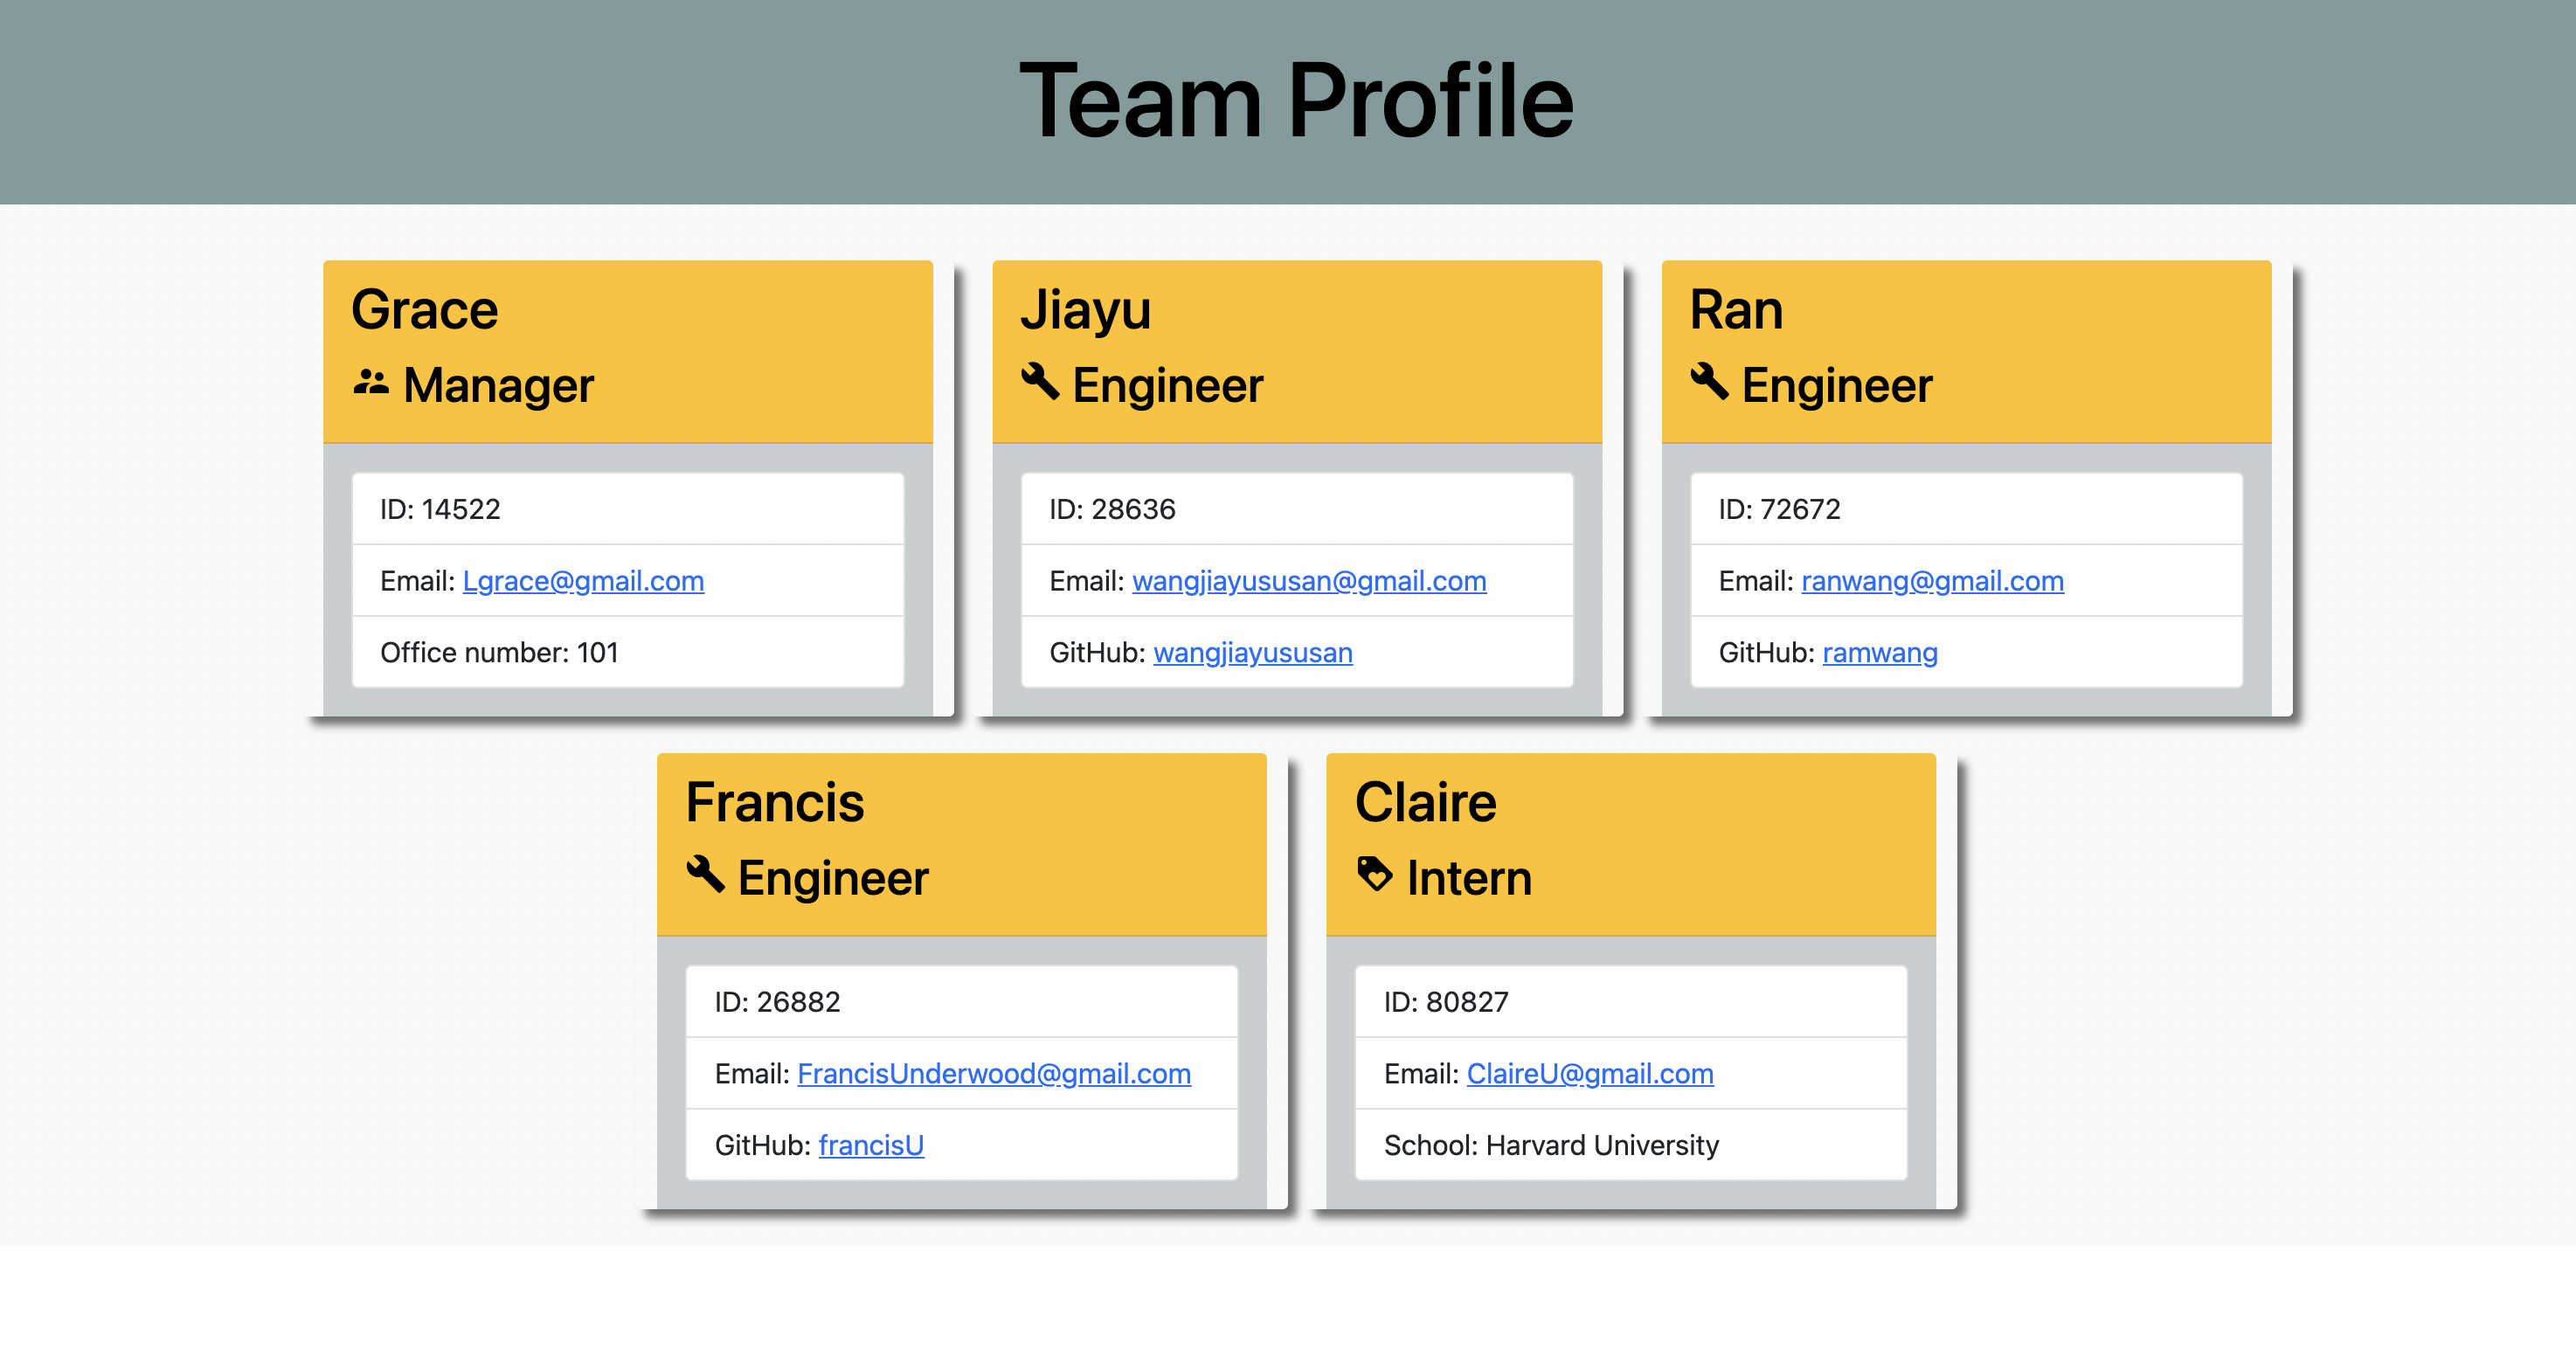 Team Profile
Grace
Manager
ID: 14522
Email: Lgrace@gmail.com
Office number: 101
Jiayu
Engineer
ID: 28636
Email: wangjiayususan@gmail.com
GitHub: wangjiayususan
Ran
Engineer
ID: 72672
Email: ranwang@gmail.com
GitHub: ramwang
Francis
Engineer
ID: 26882
Email: FrancisUnderwood@gmail.com
GitHub: francisU
Claire
Intern
ID: 80827
Email: ClaireU@gmail.com
School: Harvard University